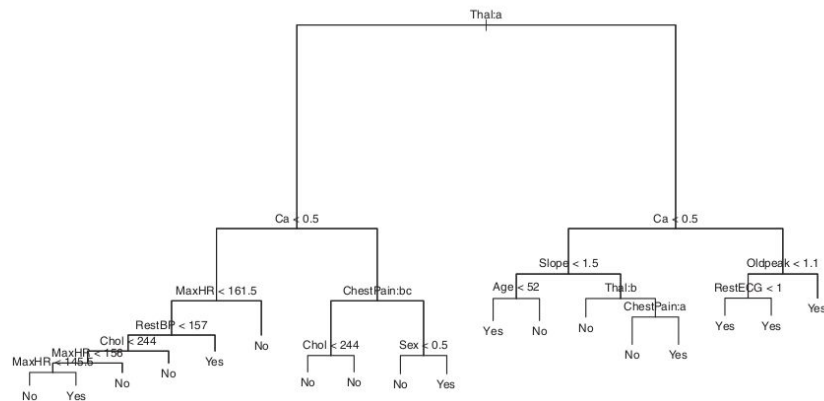 Thal:a
Ca < 0.5
Ca < 0.5
Slope < 1.5
Oldpeak < 1.1
MaxHR < 161.5
ChestPain:bc
Age < 52
Thal:b
RestECG < 1
ChestPain:a
Yes
RestBP < 157
Chol < 244
MaxHR < 156
MaxHR < 145.5
No
Chol < 244
Sex < 0.5
Yes
No
No
Yes
Yes
No
Yes
No
Yes
No
No
No
No
Yes
No
Yes